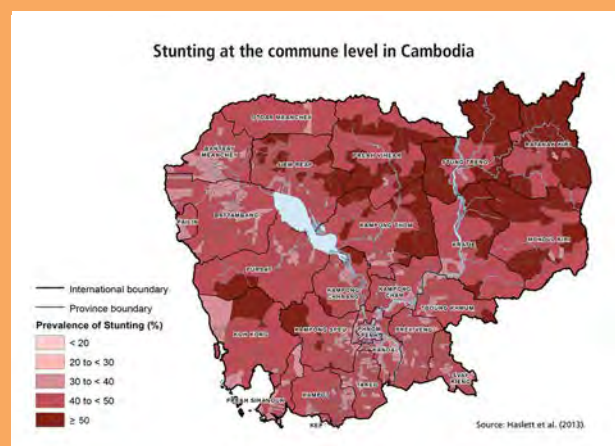 Stunting at the commune level in Cambodia
OTDAR MEANCHEY
BANTEAY
MEANCHEY
SIEM REAP
PREAH VIHEAR
STUNG TRENG
RATANAK KIRI
BATTAMBANG
PAILIN
KAMPONG THOM
KRATIE
MONDUL KIRI
PURSAT
KAMPONG
CHHNANG
KAMPONG
CHAM
TBOUNG KHMUM
KOH KONG
KAMPONG SPEU
PHNOM
PENH
PREY VENG
KANDAL
SVAY
RIENG
TAKEO
KAMPOT
PREAH SIHANOUK
KEP
International boundary
Province boundary
Prevalence of Stunting (%)
< 20
20 to < 30
30 to < 40
40 to < 50
≥ 50
Source: Haslett et al. (2013).